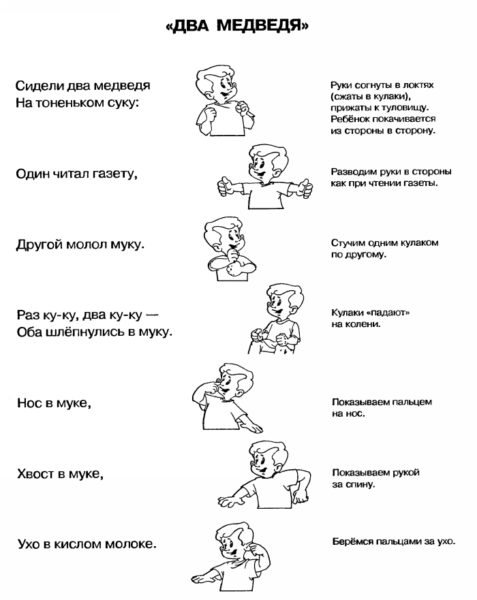 «ДВА МЕДВЕДЯ»
Сидели два медведя
На тоненьком суку:
Руки согнуты в локтях
(сжаты в кулаки),
прижаты к туловищу.
Ребёнок покачивается
из стороны в сторону.
Один читал газету,
Разводим руки в стороны
как при чтении газеты.
Другой молол муку.
Стучим одним кулаком
по другому.
Раз ку-ку, два ку-ку —
Оба шлёпнулись в муку.
Кулаки «падают»
на колени.
Нос в муке,
Показываем пальцем
на нос.
Хвост в муке,
Показываем рукой
за спину.
Ухо в кислом молоке.
Берёмся пальцами за ухо.